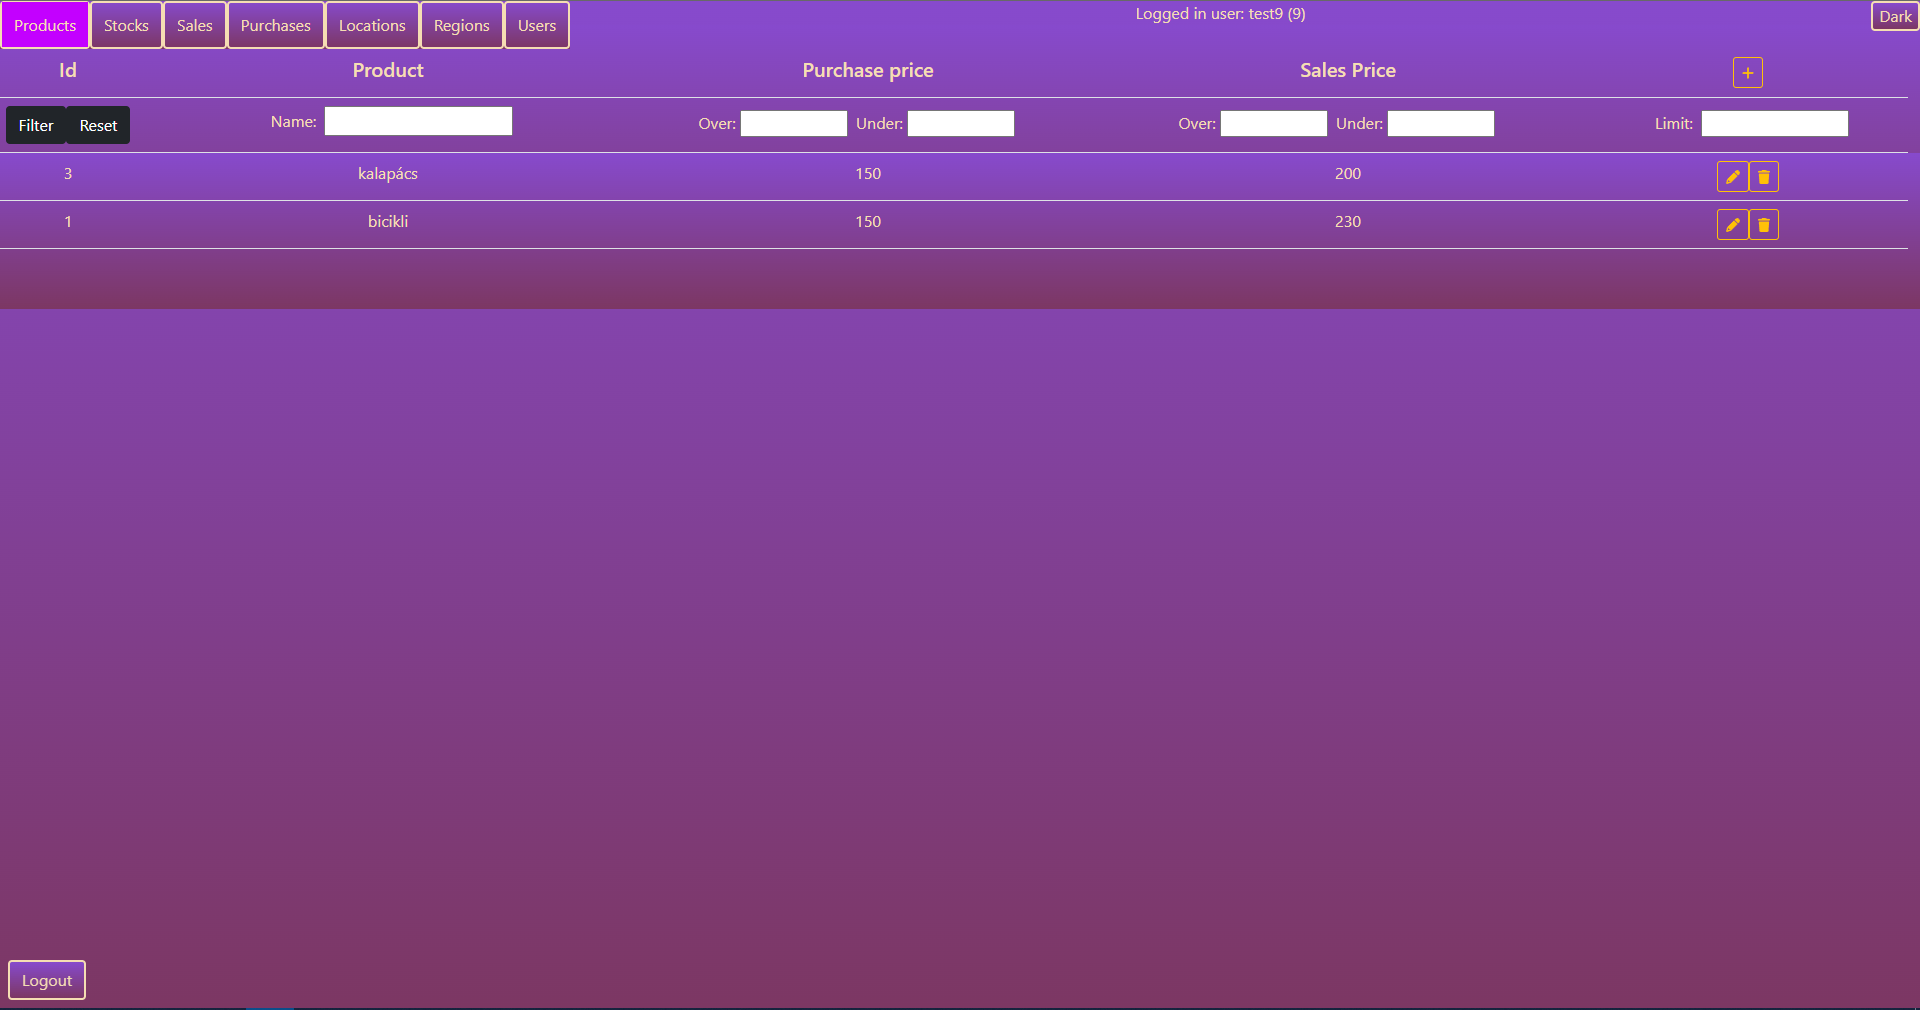 Products Stocks Sales Purchases Locations Regions Users Logged in user: test9 (9) Dark
Id Product Purchase price Sales Price +
Filter Reset Name: Over: Under: Over: Under: Limit:
3 kalapács 150 200
1 bicikli 150 230
Logout